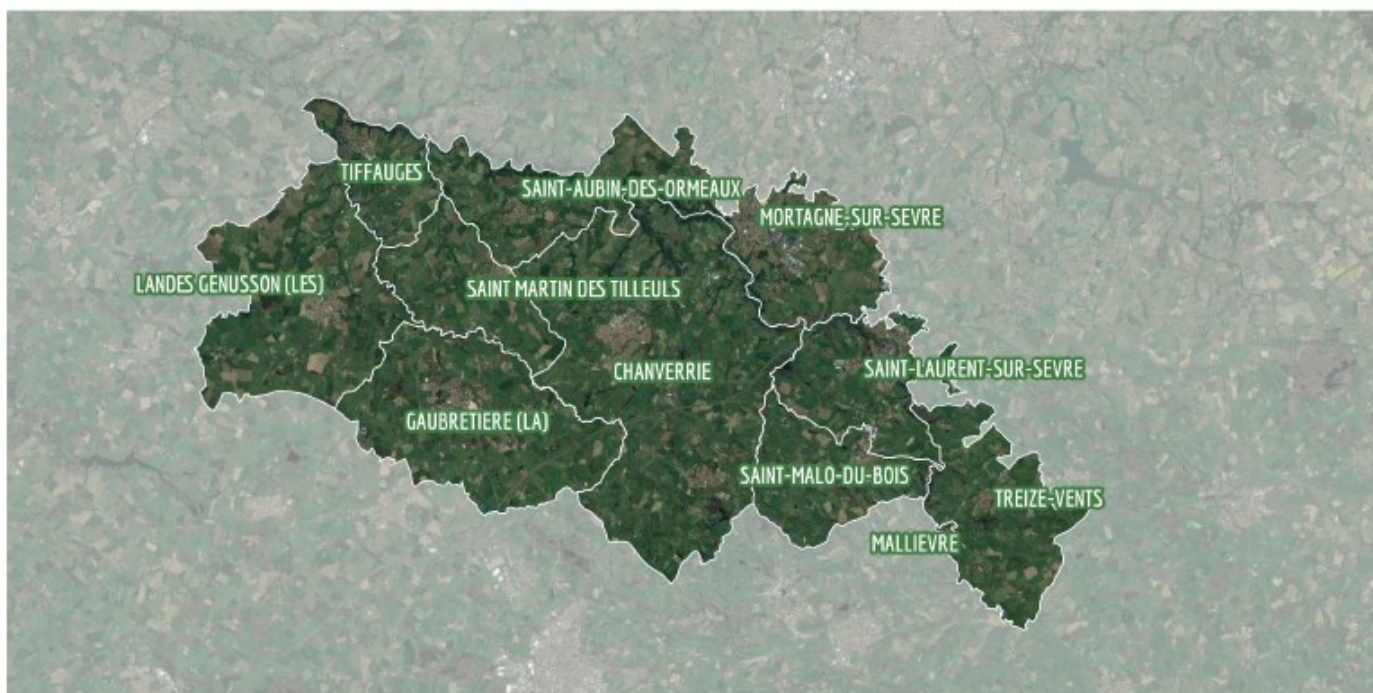 TIFFAUGES
SAINT-AUBIN-DES-ORMEAUX
MORTAGNE-SUR-SEVRE
LANDES GENUSSON (LES)
SAINT MARTIN DES TILLEULS
CHANVERRIE
SAINT-LAURENT-SUR-SEVRE
GAUBRETIERE (LA)
SAINT-MALO-DU-BOIS
TREIZE-VENTS
MALLIEVRE